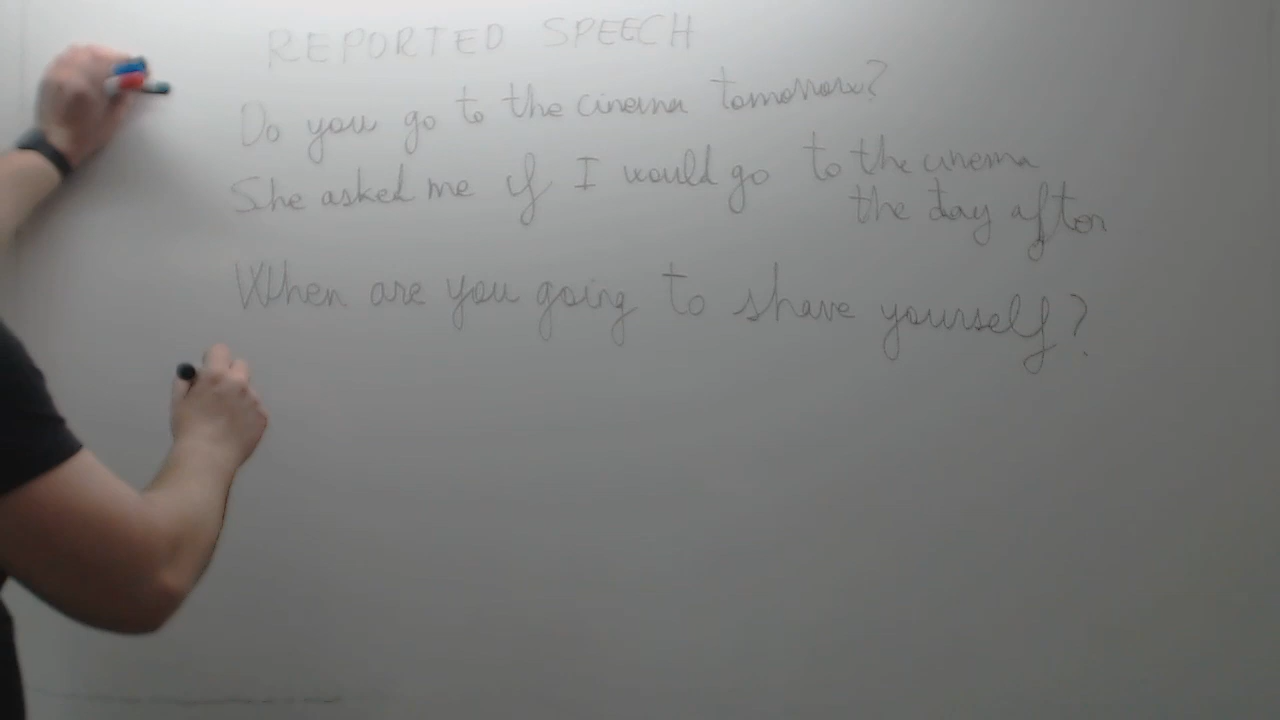 REPORTED SPEECH
Do you go to the cinema tomorrow?
She asked me if I would go to the cinema
the day after
When are you going to shave yourself?